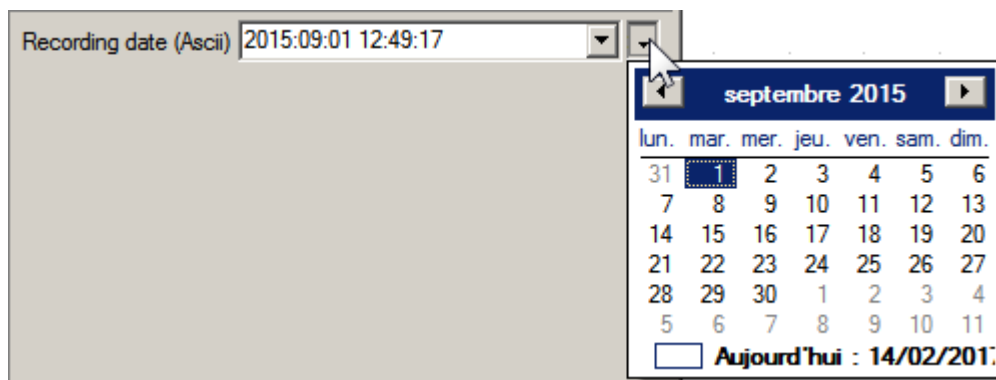 Recording date (Ascii) 2015:09:01 12:49:17
septembre 2015
lun. mar. mer. jeu. ven. sam. dim.
31 1 2 3 4 5 6
7 8 9 10 11 12 13
14 15 16 17 18 19 20
21 22 23 24 25 26 27
28 29 30 1 2 3 4
5 6 7 8 9 10 11
Aujourd'hui : 14/02/2017